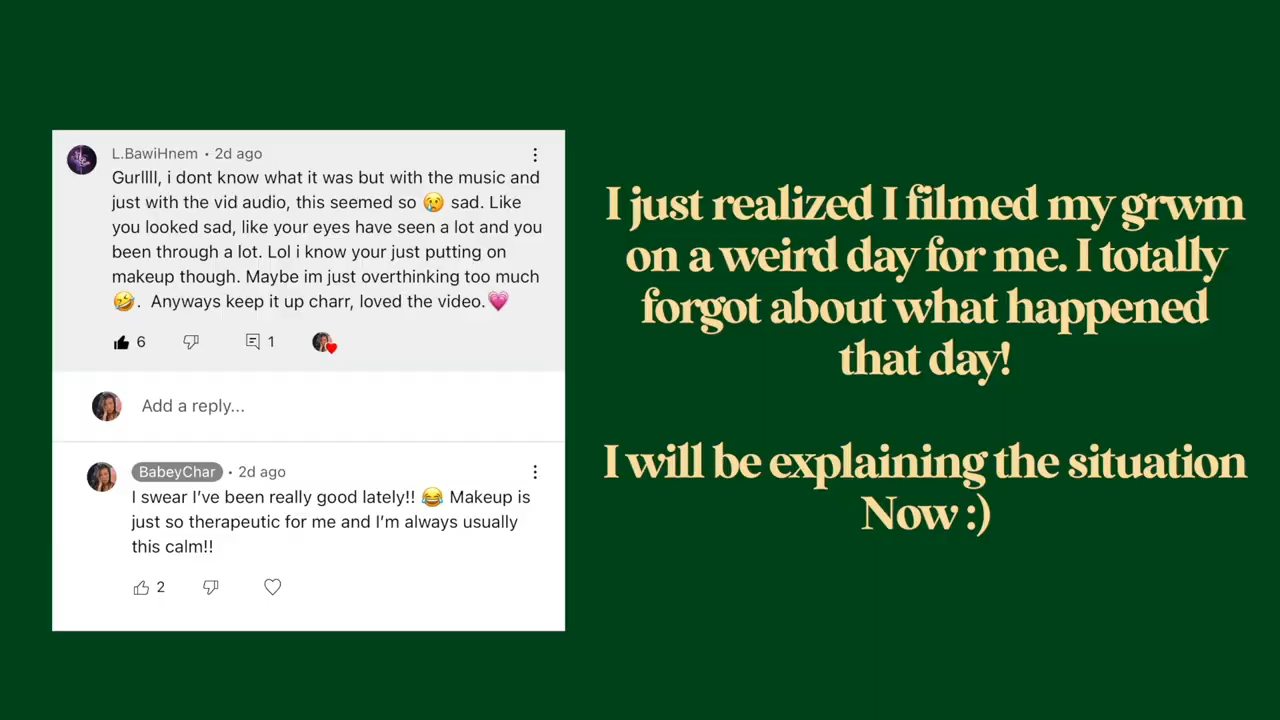 L.BawiHnem • 2d ago
Gurllll, i dont know what it was but with the music and
just with the vid audio, this seemed so 😢 sad. Like
you looked sad, like your eyes have seen a lot and you
been through a lot. Lol i know your just putting on
makeup though. Maybe im just overthinking too much
🤣. Anyways keep it up charr, loved the video.💗
6 1
Add a reply...
BabeyChar • 2d ago
I swear I’ve been really good lately!! 😂 Makeup is
just so therapeutic for me and I’m always usually
this calm!!
2
I just realized I filmed my grwm
on a weird day for me. I totally
forgot about what happened
that day!
I will be explaining the situation
Now :)